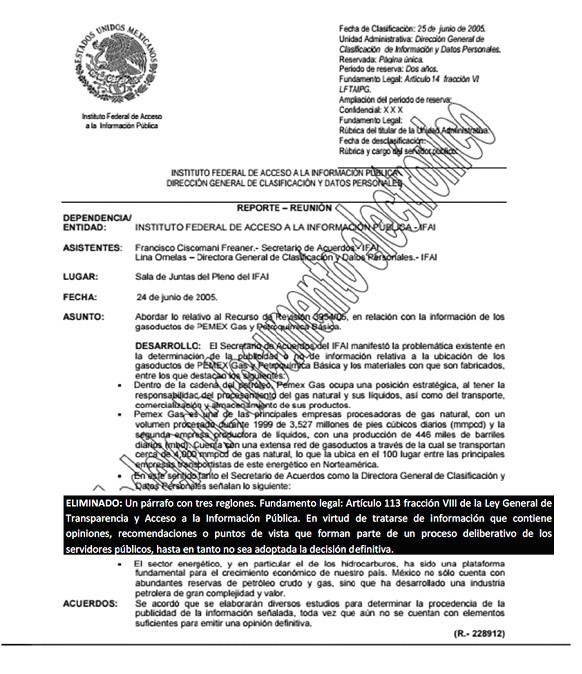 ESTADOS UNIDOS MEXICANOS
Instituto Federal de Acceso
a la Información Pública
Fecha de Clasificación: 25 de junio de 2005.
Unidad Administrativa: Dirección General de
Clasificación de Información y Datos Personales.
Reservada: Página única.
Periodo de reserva: Dos años.
Fundamento Legal: Artículo 14 fracción VI
LFTAIPG.
Ampliación del periodo de reserva:
Confidencial: X X X
Fundamento Legal:
Rúbrica del titular de la Unidad Administrativa:
Fecha de desclasificación:
Rúbrica y cargo del servidor público:
INSTITUTO FEDERAL DE ACCESO A LA INFORMACIÓN PÚBLICA
DIRECCIÓN GENERAL DE CLASIFICACIÓN Y DATOS PERSONALES
REPORTE – REUNIÓN
DEPENDENCIA/
ENTIDAD: INSTITUTO FEDERAL DE ACCESO A LA INFORMACIÓN PÚBLICA - IFAI
ASISTENTES: Francisco Ciscomani Freaner.- Secretario de Acuerdos - IFAI
Lina Ornelas – Directora General de Clasificación y Datos Personales.- IFAI
LUGAR: Sala de Juntas del Pleno del IFAI
FECHA: 24 de junio de 2005.
ASUNTO: Abordar lo relativo al Recurso de Revisión /05, en relación con la información de los
gasoductos de PEMEX Gas y Petroquímica Básica.
DESARROLLO: El Secretario de Acuerdos del IFAI manifestó la problemática existente en
la determinación de la publicidad o no de información relativa a la ubicación de los
gasoductos de PEMEX Gas y Petroquímica Básica y los materiales con que son fabricados,
entre los que destacan los siguientes:
• Dentro de la cadena del petróleo, Pemex Gas ocupa una posición estratégica, al tener la
responsabilidad del procesamiento del gas natural y sus líquidos, así como del transporte,
comercialización y almacenamiento de sus productos.
• Pemex Gas es una de las principales empresas procesadoras de gas natural, con un
volumen procesado durante 1999 de 3,527 millones de pies cúbicos diarios (mmpcd) y la
segunda empresa productora de líquidos, con una producción de 446 miles de barriles
diarios (mbd). Cuenta con una extensa red de gasoductos a través de la cual se transportan
cerca de 4,000 mmpcd de gas natural, lo que la ubica en el 100 lugar entre las principales
empresas transportistas de este energético en Norteamérica.
• En este sentido tanto el Secretario de Acuerdos como la Directora General de Clasificación y
Datos Personales señalan lo siguiente:
ELIMINADO: Un párrafo con tres regiones. Fundamento legal: Artículo 113 fracción VIII de la Ley General de
Transparencia y Acceso a la Información Pública. En virtud de tratarse de información que contiene
opiniones, recomendaciones o puntos de vista que forman parte de un proceso deliberativo de los
servidores públicos, hasta en tanto no sea adoptada la decisión definitiva.
• El sector energético, y en particular el de los hidrocarburos, ha sido una plataforma
fundamental para el crecimiento económico de nuestro país. México no sólo cuenta con
abundantes reservas de petróleo crudo y gas, sino que ha desarrollado una industria
petrolera de gran complejidad y valor.
ACUERDOS: Se acordó que se elaborarán diversos estudios para determinar la procedencia de la
publicidad de la información señalada, toda vez que aún no se cuentan con elementos
suficientes para emitir una opinión definitiva.
(R.- 228912)